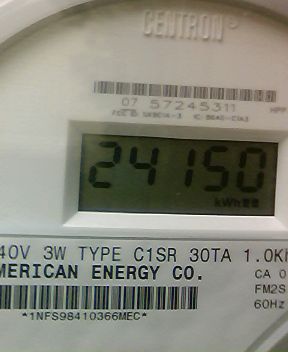 CENTRON®
07 57245311
24150
kWh
40V 3W TYPE C1SR 30TA 1.0Kh
MERICAN ENERGY CO.
CA 0
FM2S
60Hz
*1NFS98410366MEC*